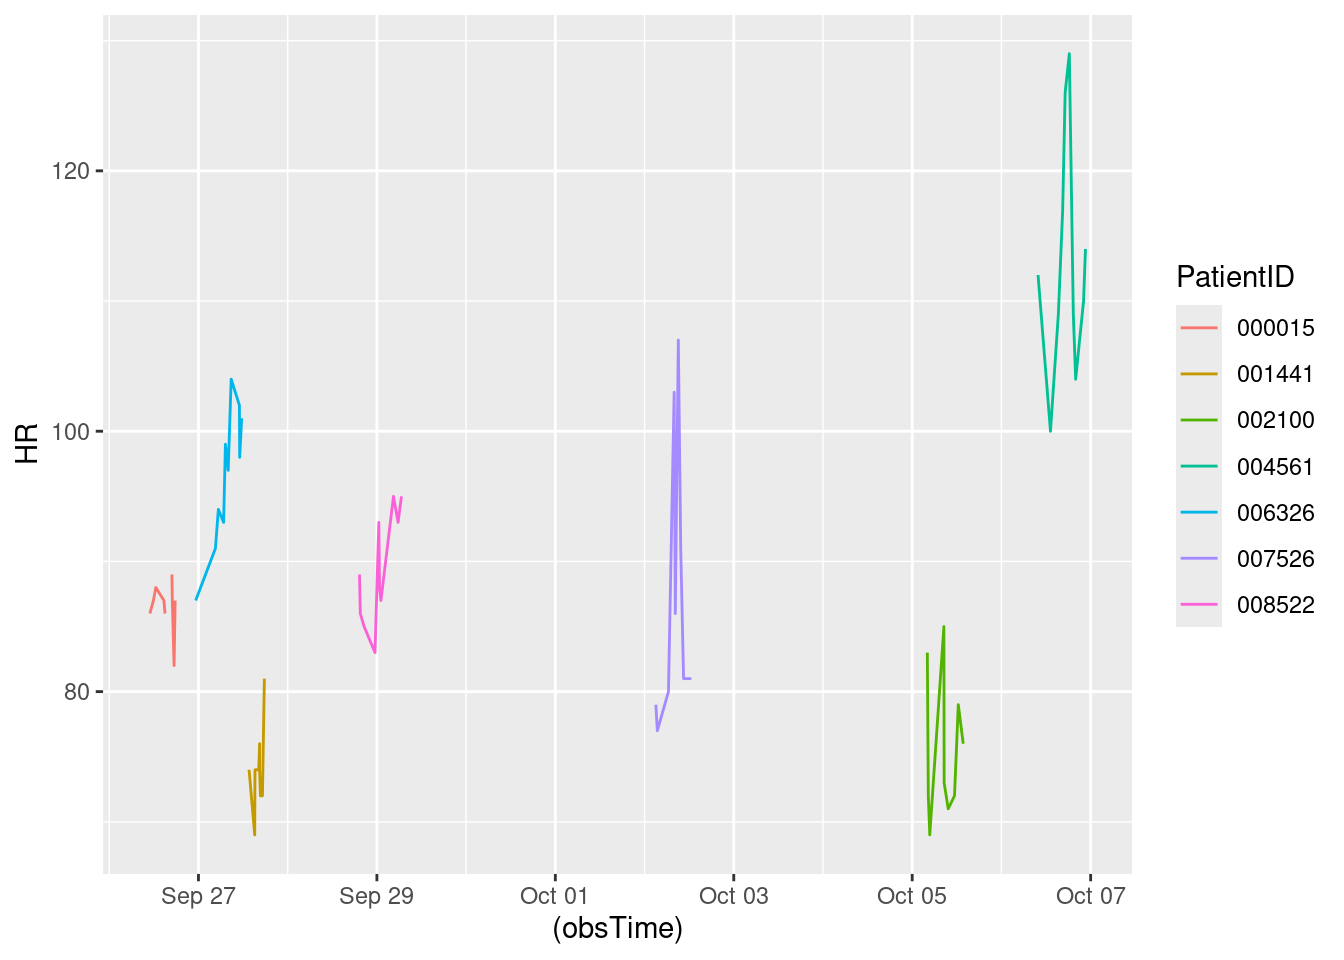 120
100
80
HR
Sep 27
Sep 29
Oct 01
Oct 03
Oct 05
Oct 07
(obsTime)
PatientID
000015
001441
002100
004561
006326
007526
008522